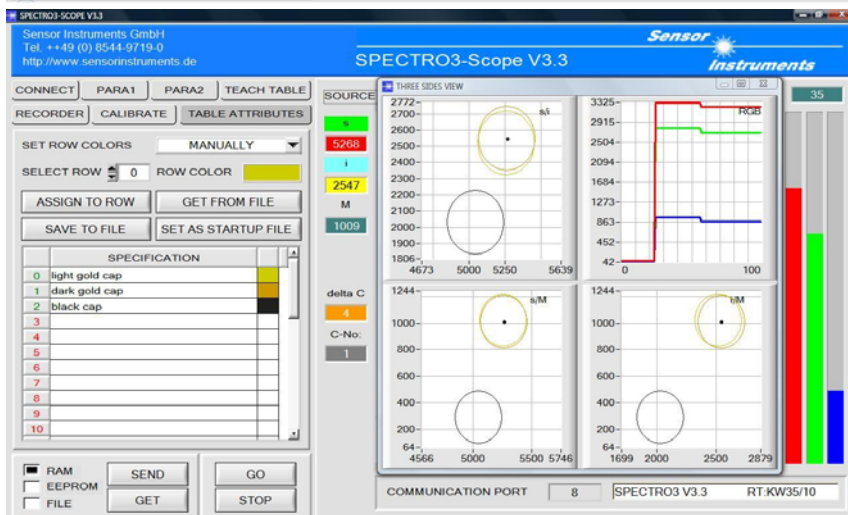 SPECTRO3-SCOPE V3.3
Sensor Instruments GmbH
Tel. ++49 (0) 8544-9719-0
http://www.sensorinstruments.de
SPECTRO3-Scope V3.3
Sensor
Instruments
CONNECT PARA1 PARA2 TEACH TABLE
RECORDER CALIBRATE TABLE ATTRIBUTES
SET ROW COLORS MANUALLY
SELECT ROW 0 ROW COLOR
ASSIGN TO ROW GET FROM FILE
SAVE TO FILE SET AS STARTUP FILE
SPECIFICATION
0 light gold cap
1 dark gold cap
2 black cap
3
4
5
6
7
8
9
10
RAM
EEPROM
FILE
SEND
GET
GO
STOP
SOURCE
s
5268
i
2547
M
1009
delta C
4
C-No:
1
THREE SIDES VIEW
35
s/i
2772
2700
2600
2500
2400
2300
2200
2100
2000
1900
1806
4673 5000 5250 5639
RGB
3325
2915
2504
2094
1684
1273
863
452
42
0 100
s/M
1244
1000
800
600
400
200
64
4566 5000 5500 5746
i/M
1244
1000
800
600
400
200
64
1699 2000 2500 2879
COMMUNICATION PORT 8 SPECTRO3 V3.3 RT:KW35/10